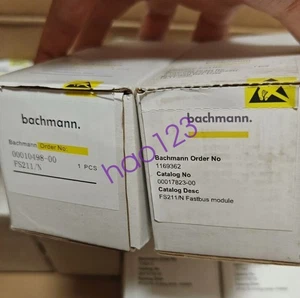 bachmann.
Bachmann Order No
00010498-00
FS211/N
1 PCS
bachmann.
Bachmann Order No
1169362
Catalog No
00017823-00
Catalog Desc
FS211/N Fastbus module
hao123